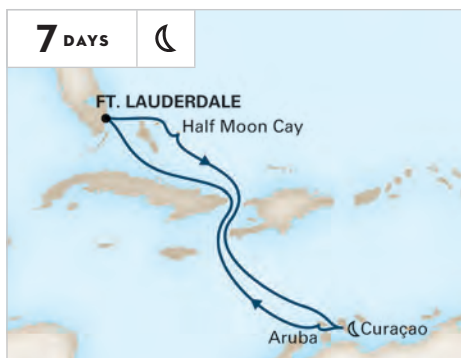 7 DAYS
FT. LAUDERDALE
Half Moon Cay
Aruba
Curaçao